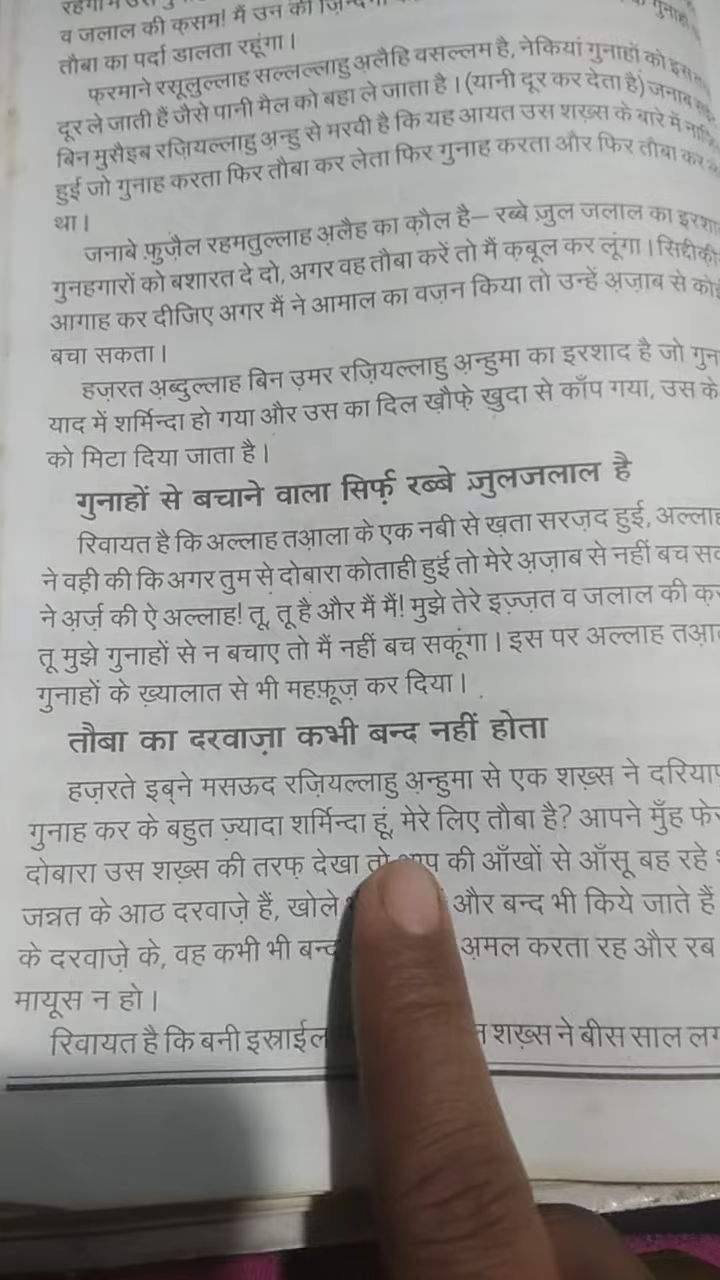 व जलाल की क़सम! मैं उन की
तौबा का पर्दा डालता रहूंगा।
फ़रमाने रसूलुल्लाह सल्लल्लाहु अ़लैहि वसल्लम है, नेकियां गुनाहों को इस
दूर ले जाती हैं जैसे पानी मैल को बहा ले जाता है। (यानी दूर कर देता है) जनाब
बिन मुसैइब रज़ियल्लाहु अ़न्हु से मरवी है कि यह आयत उस शख़्स के बारे में
हुई जो गुनाह करता फिर तौबा कर लेता फिर गुनाह करता और फिर तौबा कर
था।
जनाबे फ़ुज़ैल रहमतुल्लाह अ़लैह का क़ौल है— रब्बे ज़ुल जलाल का
गुनहगारों को बशारत दे दो, अगर वह तौबा करें तो मैं क़बूल कर लूंगा। सिद्दीक़ी
आगाह कर दीजिए अगर मैं ने आमाल का वज़न किया तो उन्हें अ़ज़ाब से
बचा सकता।
हज़रत अ़ब्दुल्लाह बिन उ़मर रज़ियल्लाहु अ़न्हुमा का इरशाद है जो
याद में शर्मिन्दा हो गया और उस का दिल ख़ौफ़े ख़ुदा से काँप गया, उस के
को मिटा दिया जाता है।
गुनाहों से बचाने वाला सिर्फ़ रब्बे ज़ुलजलाल है
रिवायत है कि अल्लाह तआ़ला के एक नबी से ख़ता सरज़द हुई,
ने वह़ी की कि अगर तुम से दोबारा कोताही हुई तो मेरे अ़ज़ाब से नहीं बच
ने अ़र्ज़ की ऐ अल्लाह! तू, तू है और मैं मैं! मुझे तेरे इज़्ज़त व जलाल की
तू मुझे गुनाहों से न बचाए तो मैं नहीं बच सकूंगा। इस पर अल्लाह
गुनाहों के ख़्यालात से भी महफ़ूज़ कर दिया।
तौबा का दरवाज़ा कभी बन्द नहीं होता
हज़रते इब्ने मसऊद रज़ियल्लाहु अ़न्हुमा से एक शख़्स ने
गुनाह कर के बहुत ज़्यादा शर्मिन्दा हूं, मेरे लिए तौबा है? आपने मुँह
दोबारा उस शख़्स की तरफ़ देखा तो आप की आँखों से आँसू बह रहे
जन्नत के आठ दरवाज़े हैं, खोले और बन्द भी किये जाते हैं
के दरवाज़े के, वह कभी भी बन्द अ़मल करता रह और रब
मायूस न हो।
रिवायत है कि बनी इस्राईल शख़्स ने बीस साल